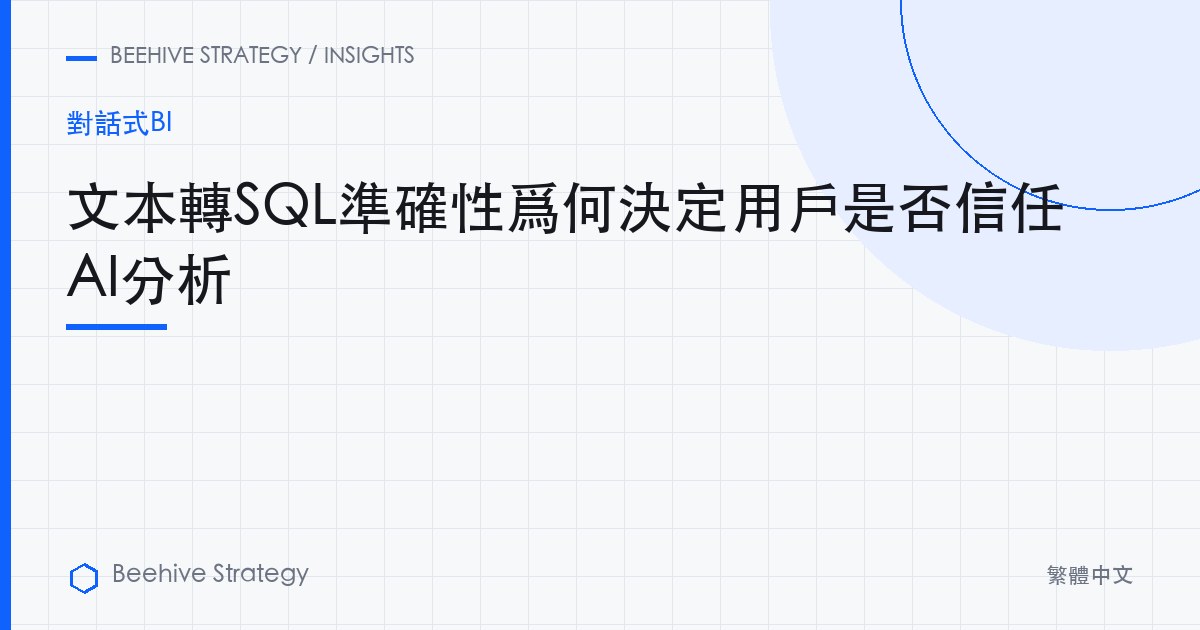 BEEHIVE STRATEGY / INSIGHTS
對話式BI
文本轉SQL準確性爲何決定用戶是否信任
AI分析
Beehive Strategy
繁體中文